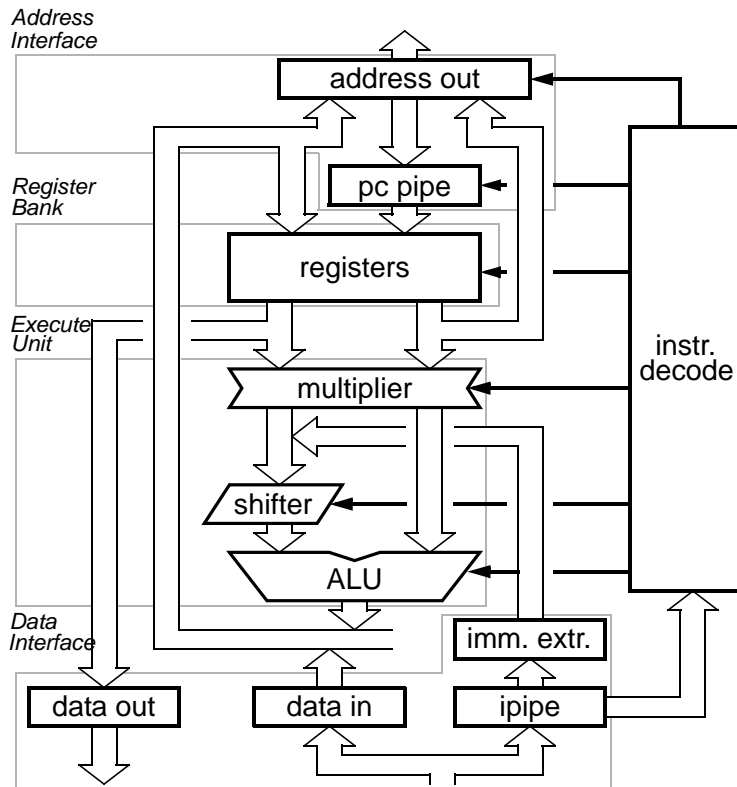 Address
Interface
address out
pc pipe
Register
Bank
registers
Execute
Unit
instr.
decode
multiplier
shifter
ALU
Data
Interface
imm. extr.
data out
data in
ipipe